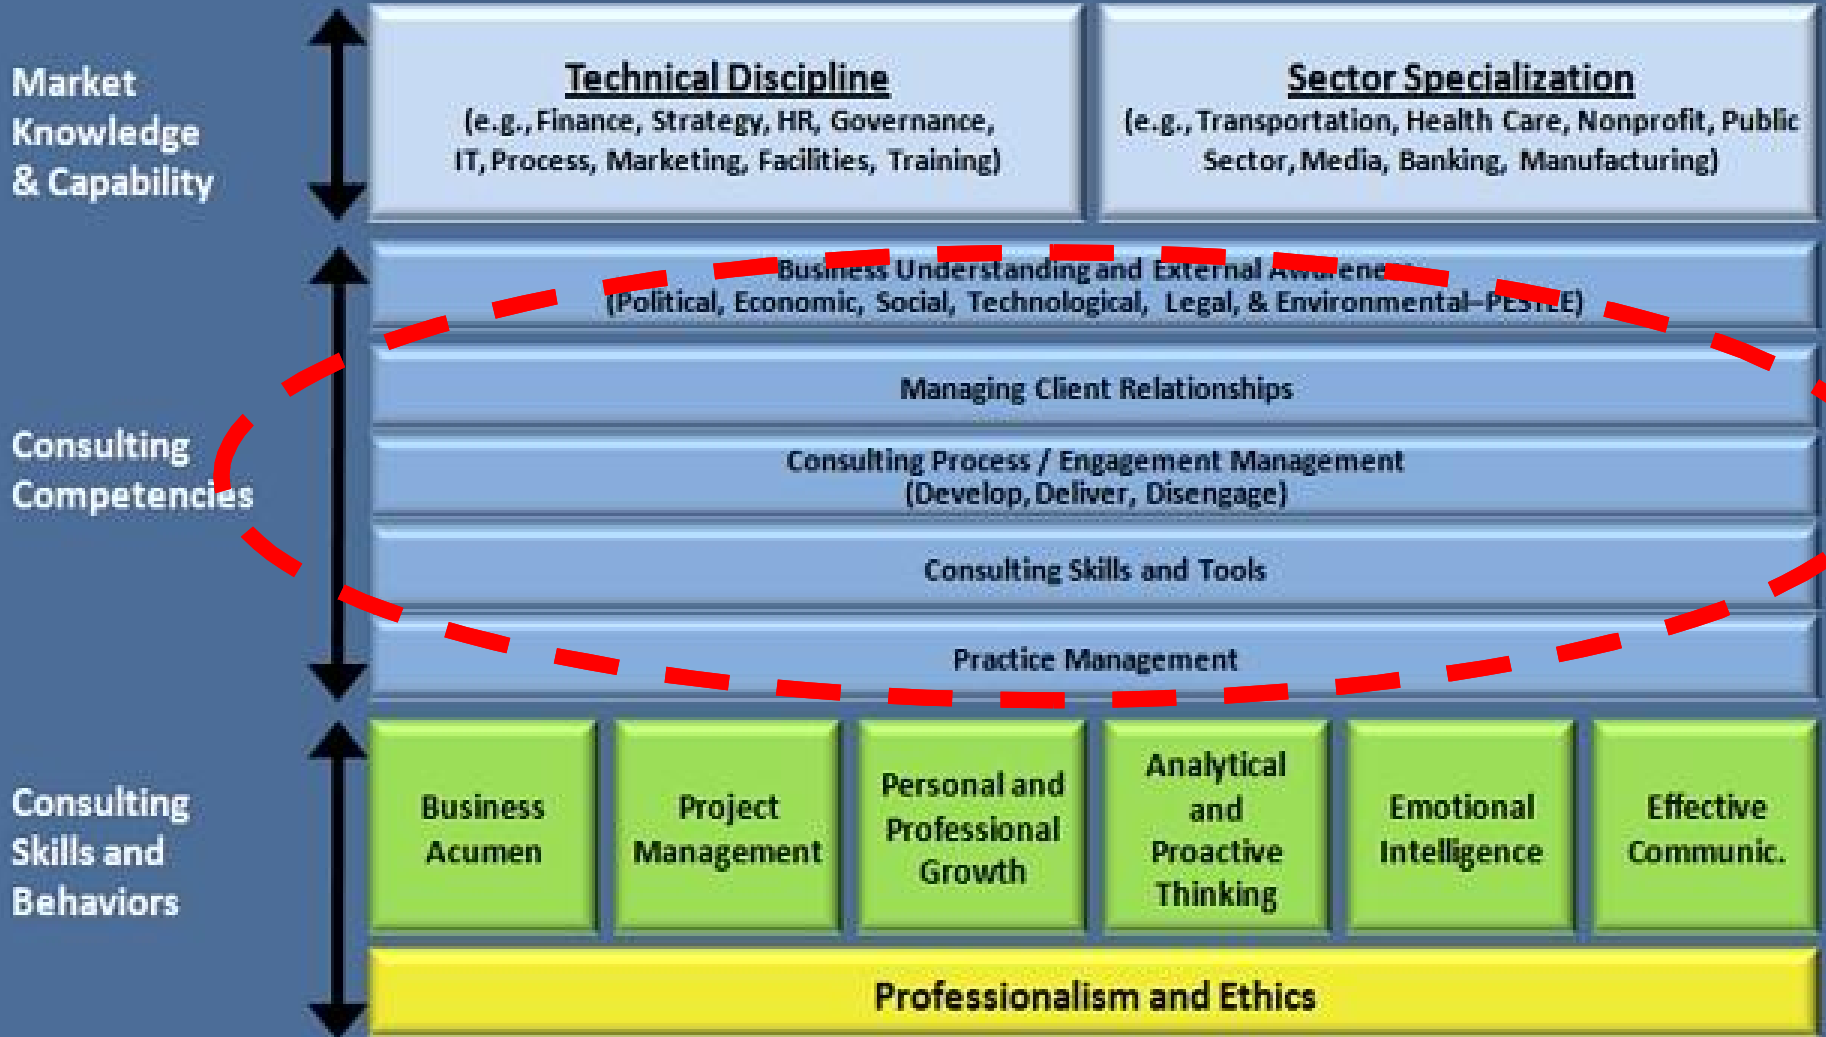 Market
Knowledge
& Capability
Technical Discipline
(e.g., Finance, Strategy, HR, Governance,
IT, Process, Marketing, Facilities, Training)
Sector Specialization
(e.g., Transportation, Health Care, Nonprofit, Public
Sector, Media, Banking, Manufacturing)
Consulting
Competencies
Business Understanding and External Awareness
(Political, Economic, Social, Technological, Legal, & Environmental–PESTLE)
Managing Client Relationships
Consulting Process / Engagement Management
(Develop, Deliver, Disengage)
Consulting Skills and Tools
Practice Management
Consulting
Skills and
Behaviors
Business
Acumen
Project
Management
Personal and
Professional
Growth
Analytical
and
Proactive
Thinking
Emotional
Intelligence
Effective
Communic.
Professionalism and Ethics